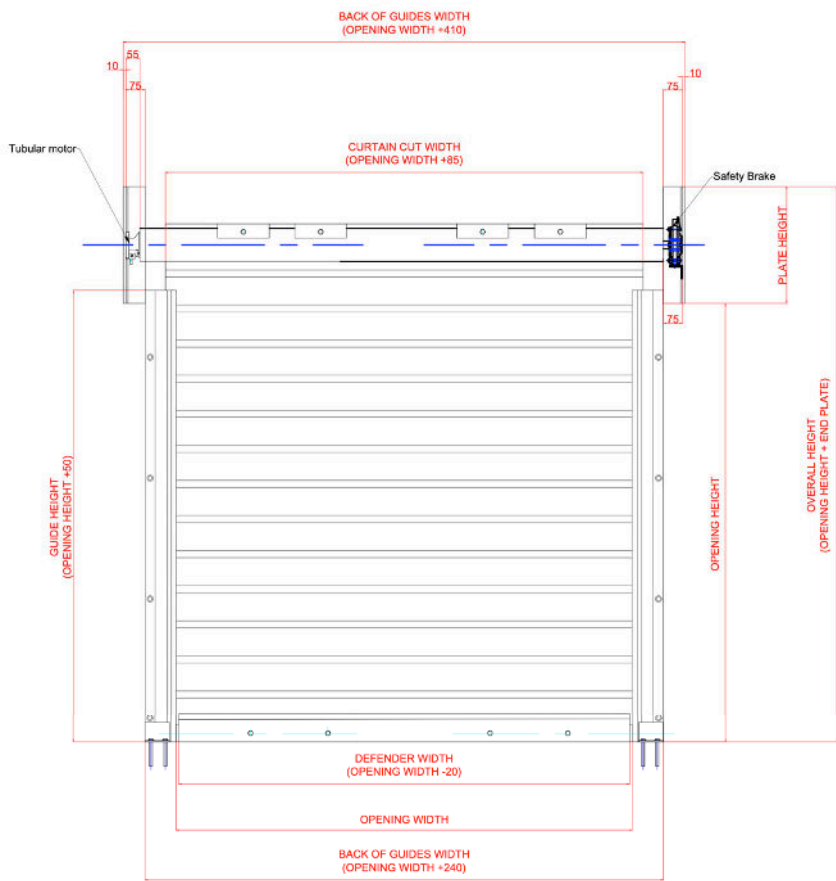 BACK OF GUIDES WIDTH
(OPENING WIDTH +410)
55
10
75
10
75
CURTAIN CUT WIDTH
(OPENING WIDTH +85)
Tubular motor
Safety Brake
PLATE HEIGHT
75
GUIDE HEIGHT
(OPENING HEIGHT +50)
OPENING HEIGHT
OVERALL HEIGHT
(OPENING HEIGHT + END PLATE)
DEFENDER WIDTH
(OPENING WIDTH -20)
OPENING WIDTH
BACK OF GUIDES WIDTH
(OPENING WIDTH +240)